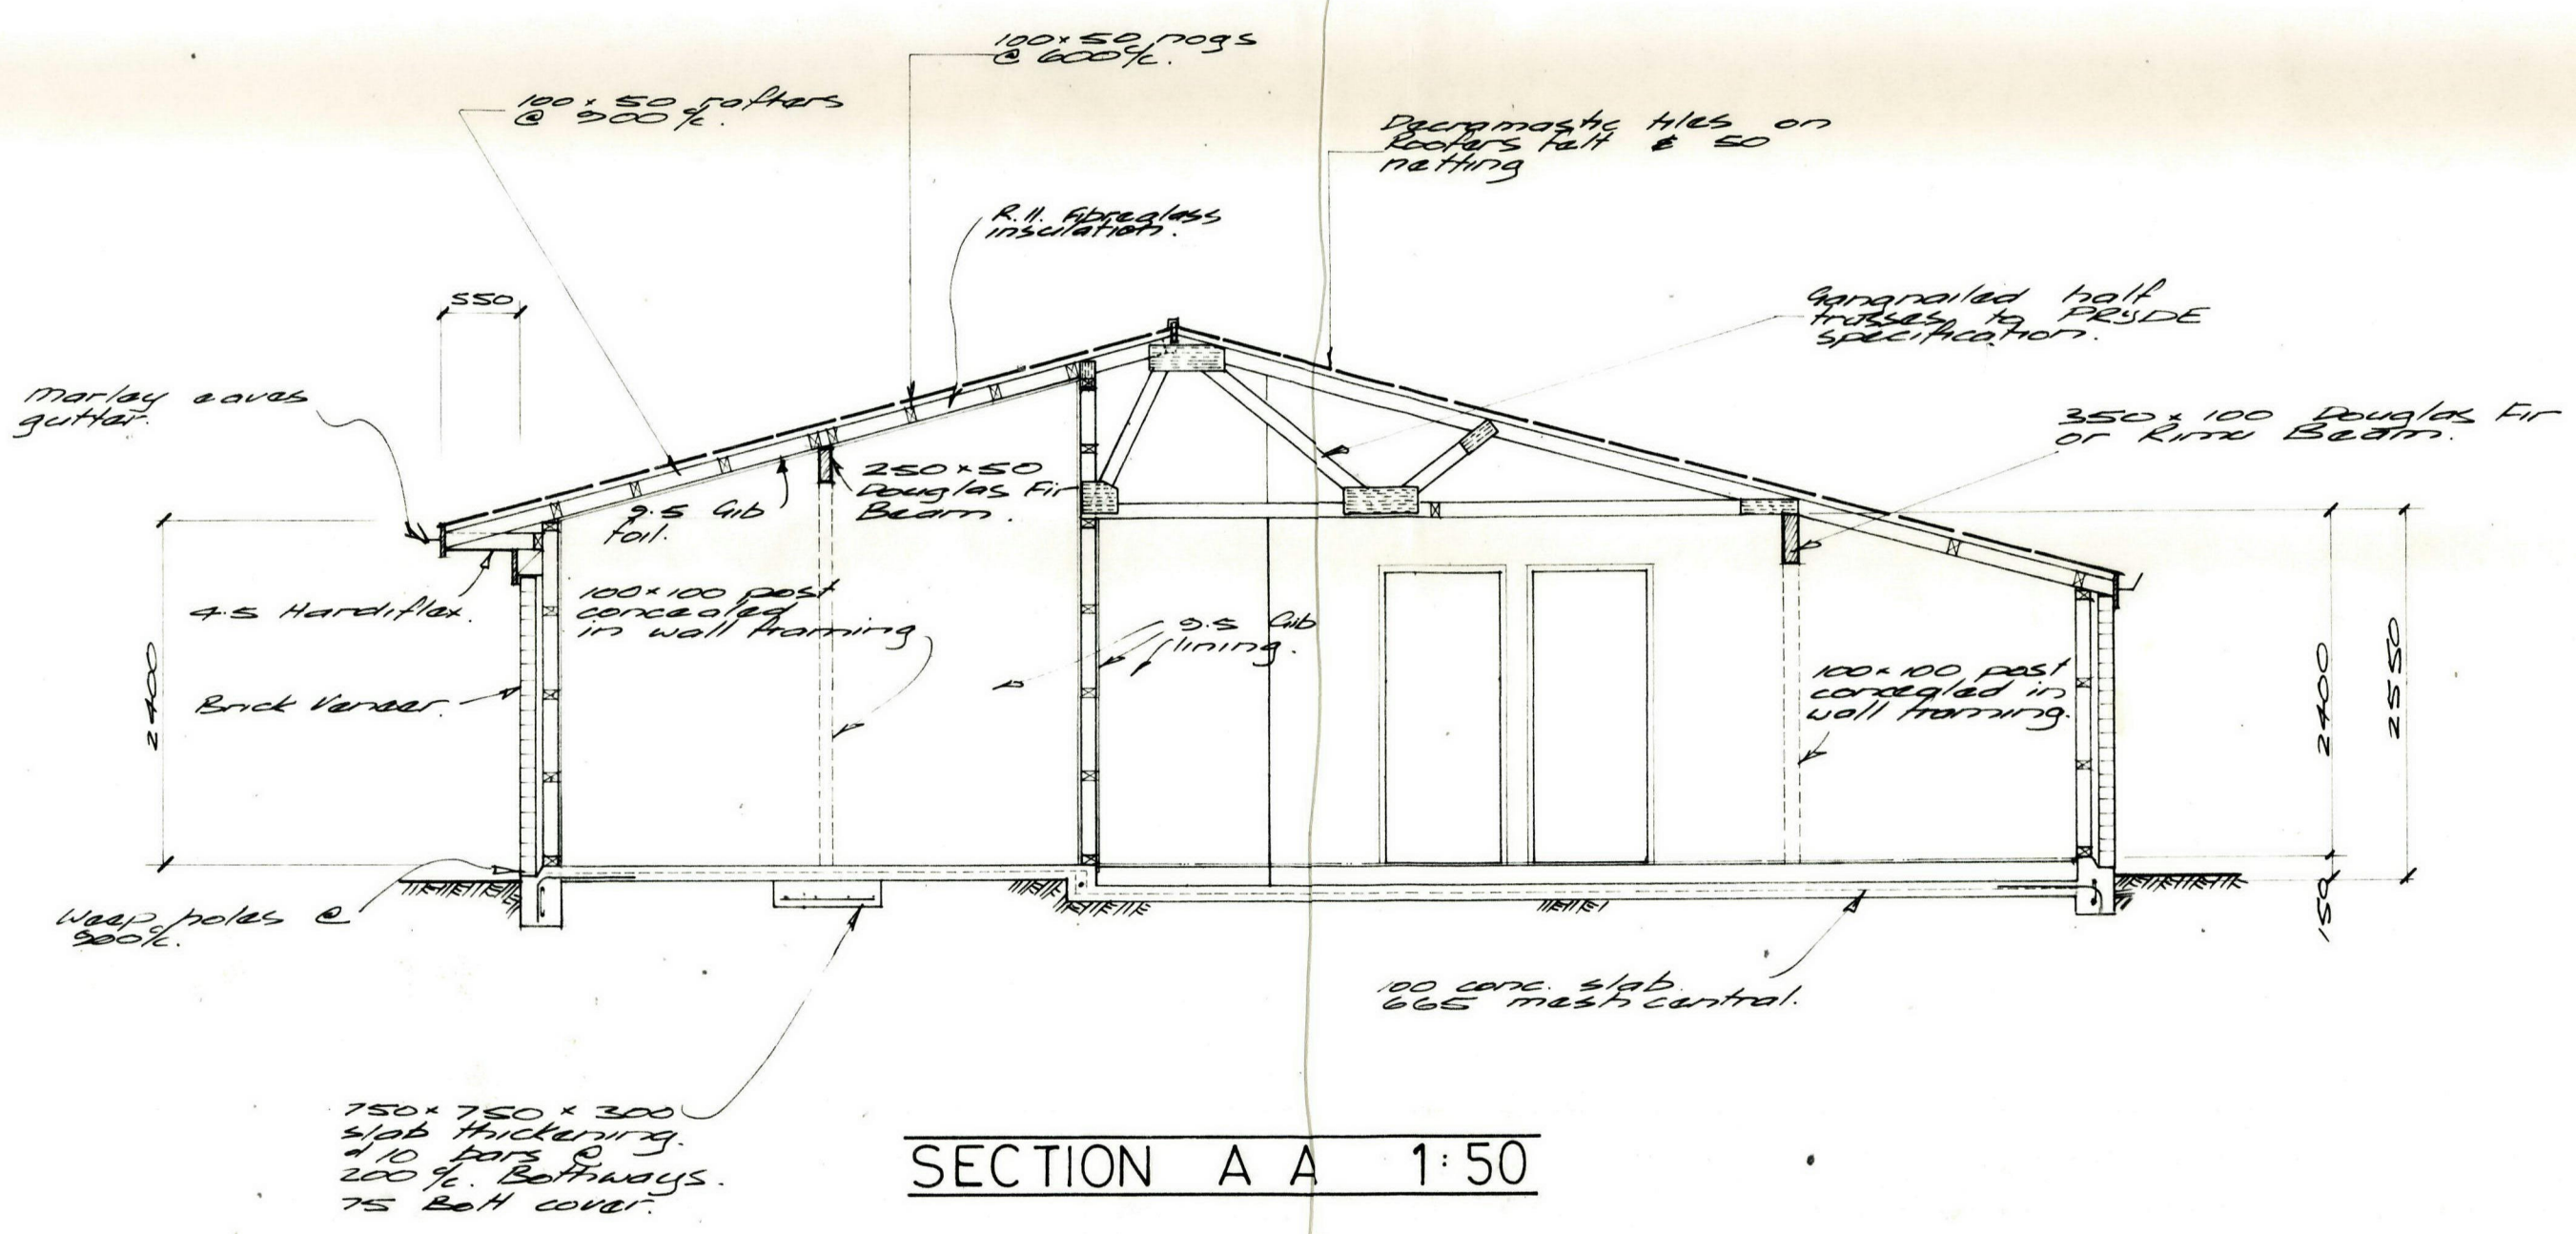 100×50 nogs
@ 600 c/c.
100 × 50 rafters
@ 900 c/c.
Decramastic tiles on
Roofers felt & 50
netting
R.11. Fibreglass
insulation.
550
Gangnailed half
trusses to PRYDE
specification.
Marley eaves
gutter.
350 × 100 Douglas Fir
or Rimu Beam.
250×50
Douglas Fir
Beam.
9.5 Gib
foil.
4.5 Hardiflex.
100×100 post
concealed
in wall framing
9.5 Gib
lining.
2400
Brick Veneer.
100×100 post
concealed in
wall framing.
2400
2550
150
Weep holes @
900 c/c.
100 conc. slab.
665 mesh central.
750 × 750 × 300
slab thickening.
d10 bars @
200 c/c. Bothways.
75 Bott cover.
SECTION A A 1:50